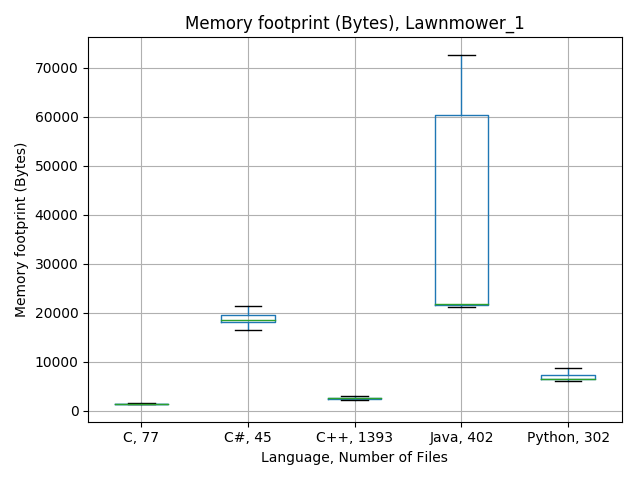 Memory footprint (Bytes), Lawnmower_1
70000
60000
50000
40000
30000
20000
10000
0
Memory footprint (Bytes)
C, 77
C#, 45
C++, 1393
Java, 402
Python, 302
Language, Number of Files